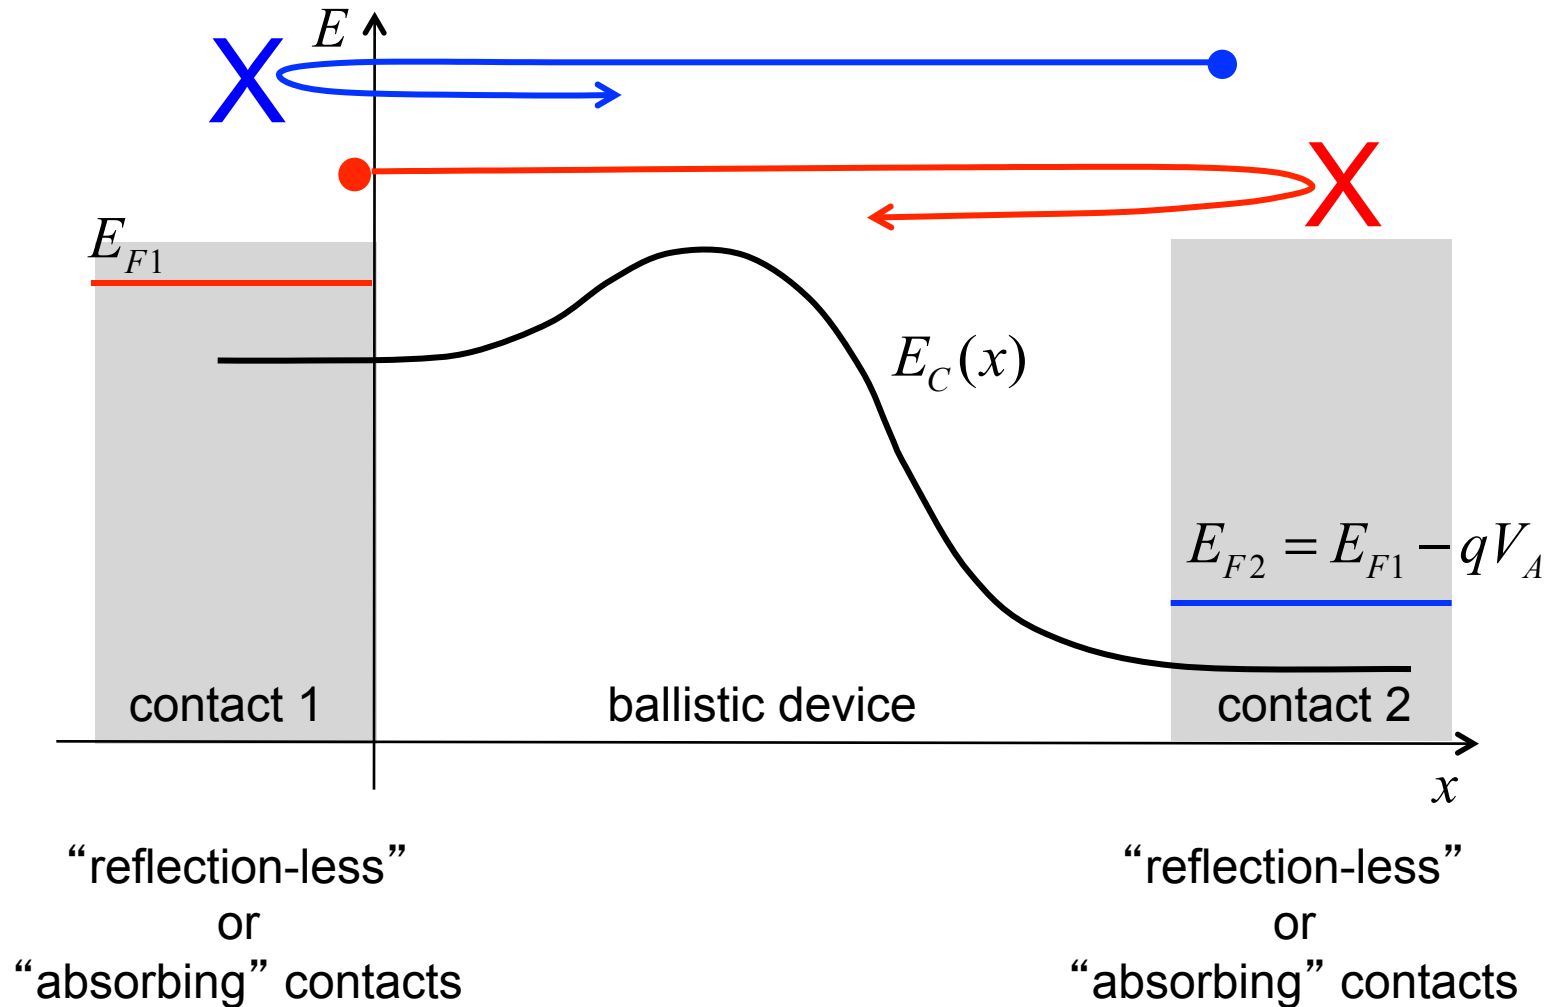 E
X
X
E_{F1}
E_C(x)
E_{F2} = E_{F1} − qV_A
contact 1
ballistic device
contact 2
x
“reflection-less”
or
“absorbing” contacts
“reflection-less”
or
“absorbing” contacts